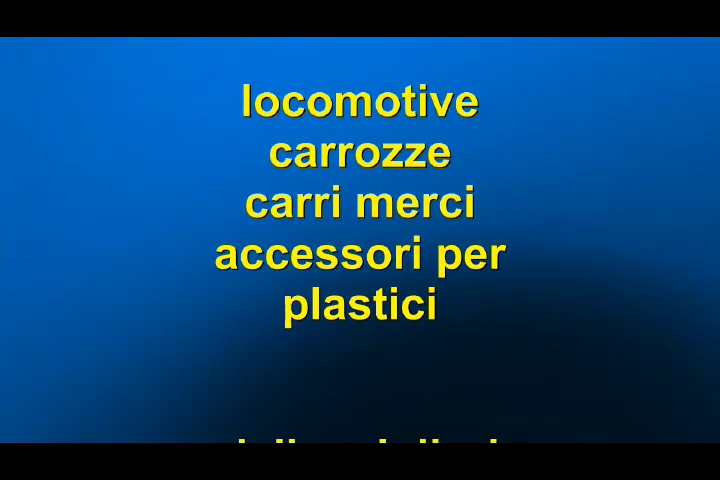 locomotive
carrozze
carri merci
accessori per
plastici